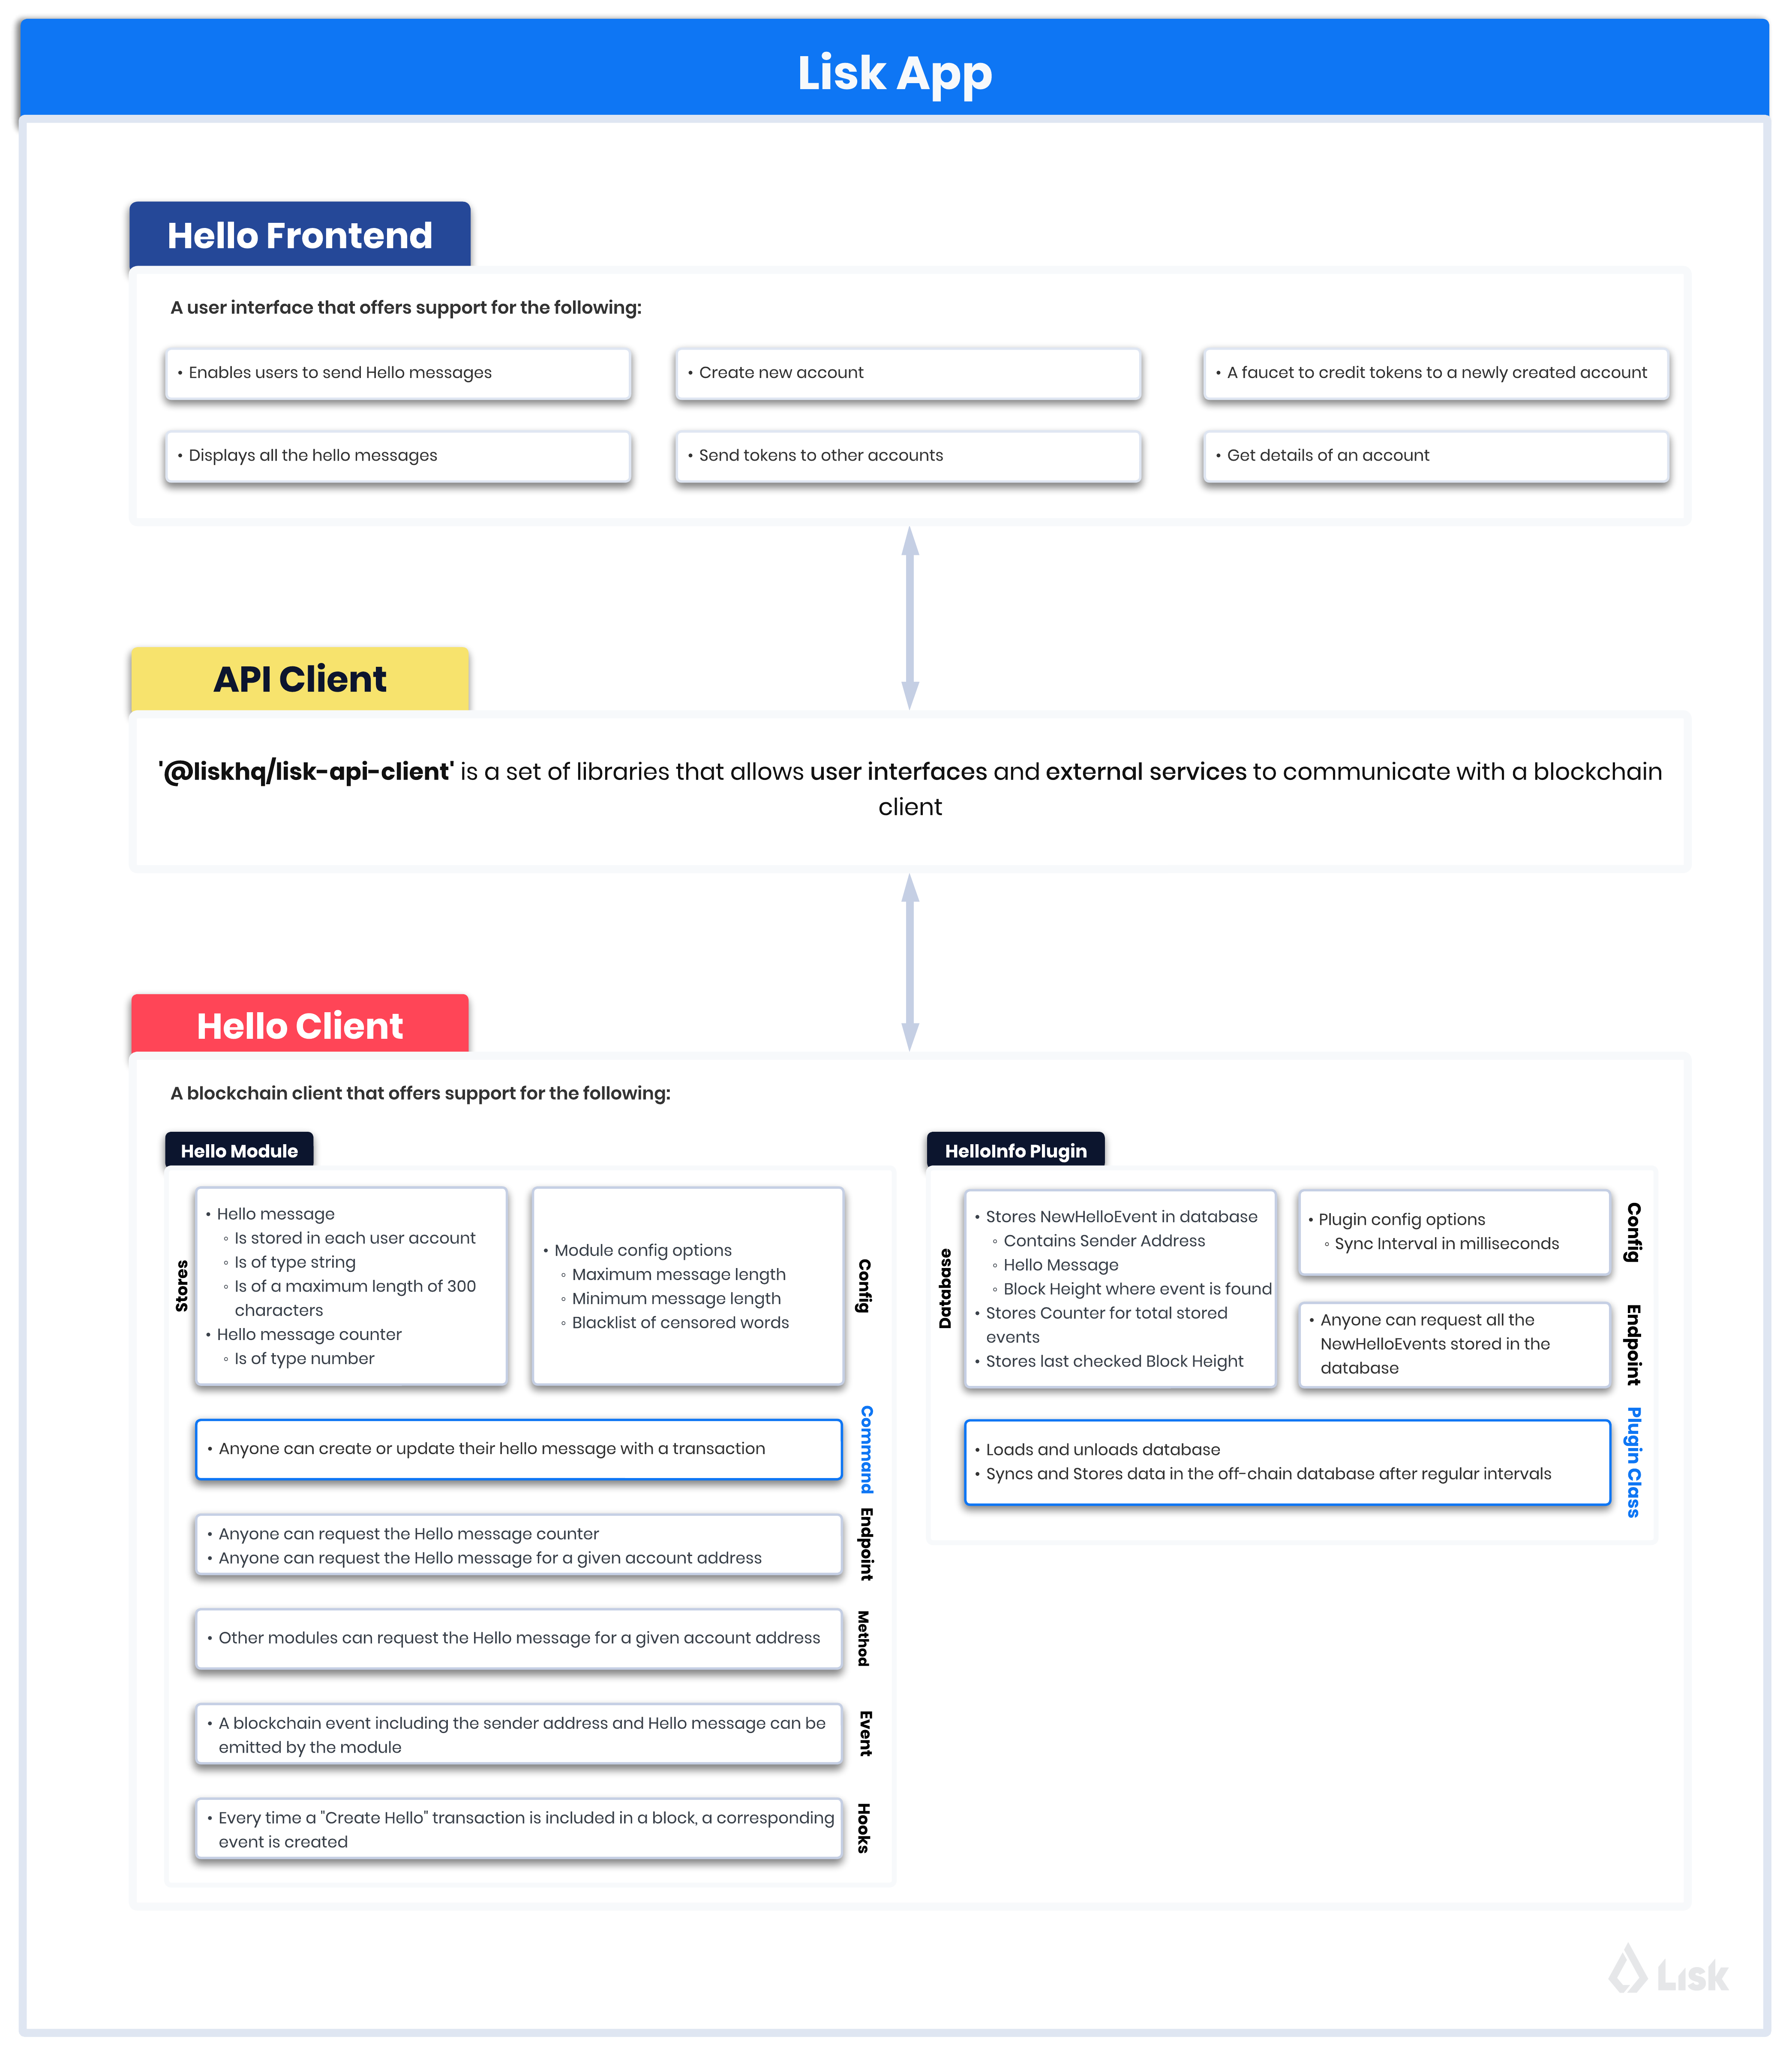 Lisk App
Hello Frontend
A user interface that offers support for the following:
• Enables users to send Hello messages
• Create new account
• A faucet to credit tokens to a newly created account
• Displays all the hello messages
• Send tokens to other accounts
• Get details of an account
API Client
'@liskhq/lisk-api-client' is a set of libraries that allows user interfaces and external services to communicate with a blockchain
client
Hello Client
A blockchain client that offers support for the following:
Hello Module
Stores
• Hello message
◦ Is stored in each user account
◦ Is of type string
◦ Is of a maximum length of 300
characters
• Hello message counter
◦ Is of type number
• Module config options
◦ Maximum message length
◦ Minimum message length
◦ Blacklist of censored words
Config
• Anyone can create or update their hello message with a transaction
Command
• Anyone can request the Hello message counter
• Anyone can request the Hello message for a given account address
Endpoint
• Other modules can request the Hello message for a given account address
Method
• A blockchain event including the sender address and Hello message can be
emitted by the module
Event
• Every time a "Create Hello" transaction is included in a block, a corresponding
event is created
Hooks
HelloInfo Plugin
Database
• Stores NewHelloEvent in database
◦ Contains Sender Address
◦ Hello Message
◦ Block Height where event is found
• Stores Counter for total stored
events
• Stores last checked Block Height
• Plugin config options
◦ Sync Interval in milliseconds
Config
• Anyone can request all the
NewHelloEvents stored in the
database
Endpoint
• Loads and unloads database
• Syncs and Stores data in the off-chain database after regular intervals
Plugin Class
Lisk